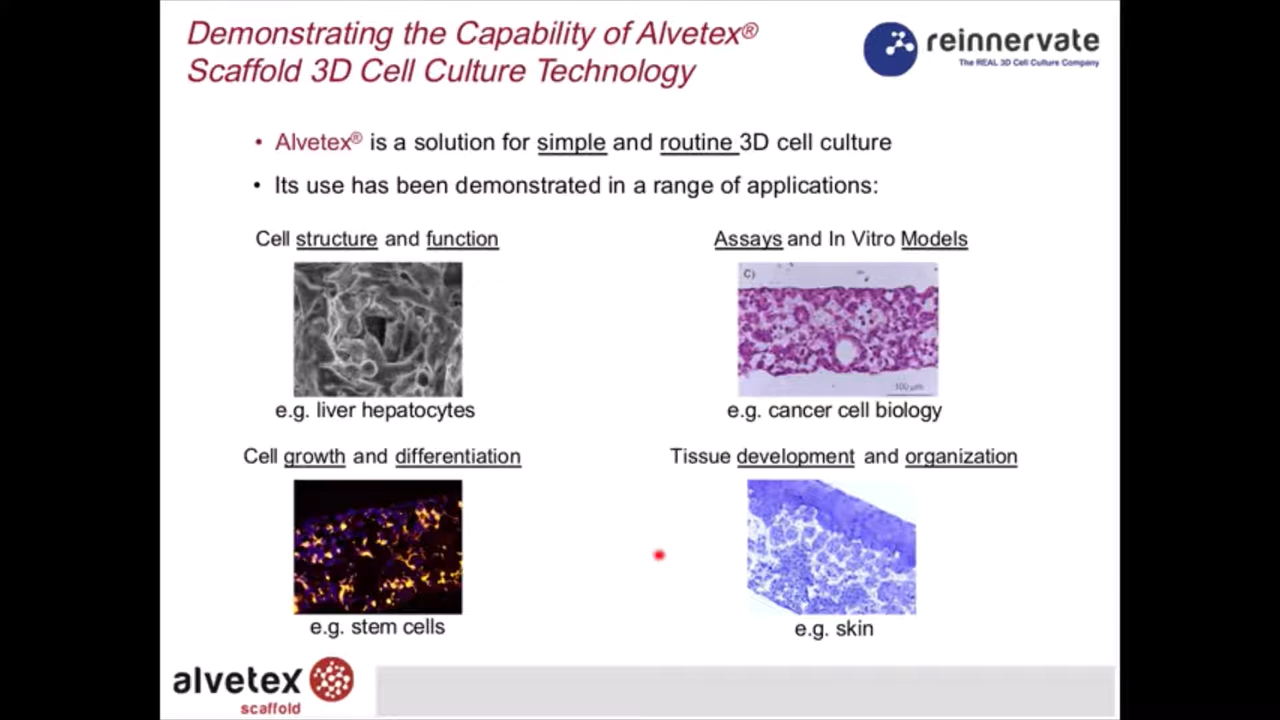 Demonstrating the Capability of Alvetex®
Scaffold 3D Cell Culture Technology
reinnervate
The REAL 3D Cell Culture Company
• Alvetex® is a solution for simple and routine 3D cell culture
• Its use has been demonstrated in a range of applications:
Cell structure and function
Assays and In Vitro Models
C)
100 µm
e.g. liver hepatocytes
e.g. cancer cell biology
Cell growth and differentiation
Tissue development and organization
e.g. stem cells
e.g. skin
alvetex
scaffold